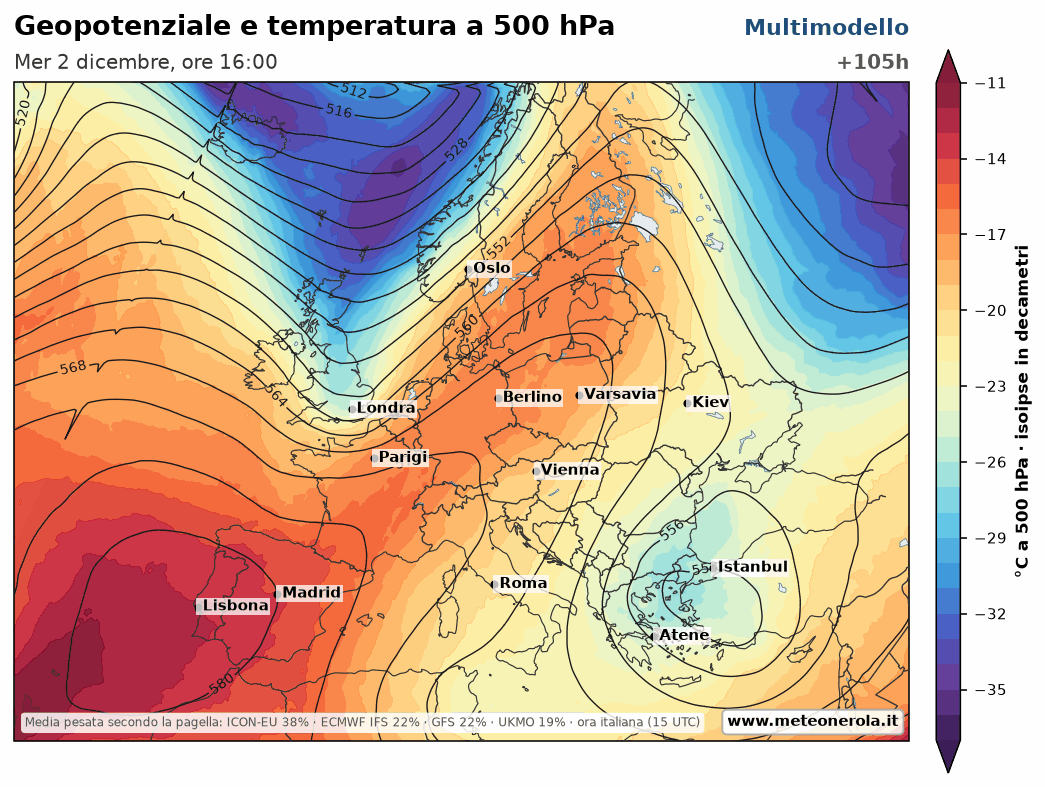 Geopotenziale e temperatura a 500 hPa
Multimodello
Mer 2 dicembre, ore 16:00
+105h
520
512
516
528
552
560
568
564
556
580
Oslo
Londra
Berlino
Varsavia
Kiev
Parigi
Vienna
Roma
Istanbul
Madrid
Lisbona
Atene
−11
−14
−17
−20
−23
−26
−29
−32
−35
°C a 500 hPa · isoipse in decametri
Media pesata secondo la pagella: ICON-EU 38% · ECMWF IFS 22% · GFS 22% · UKMO 19% · ora italiana (15 UTC)
www.meteonerola.it